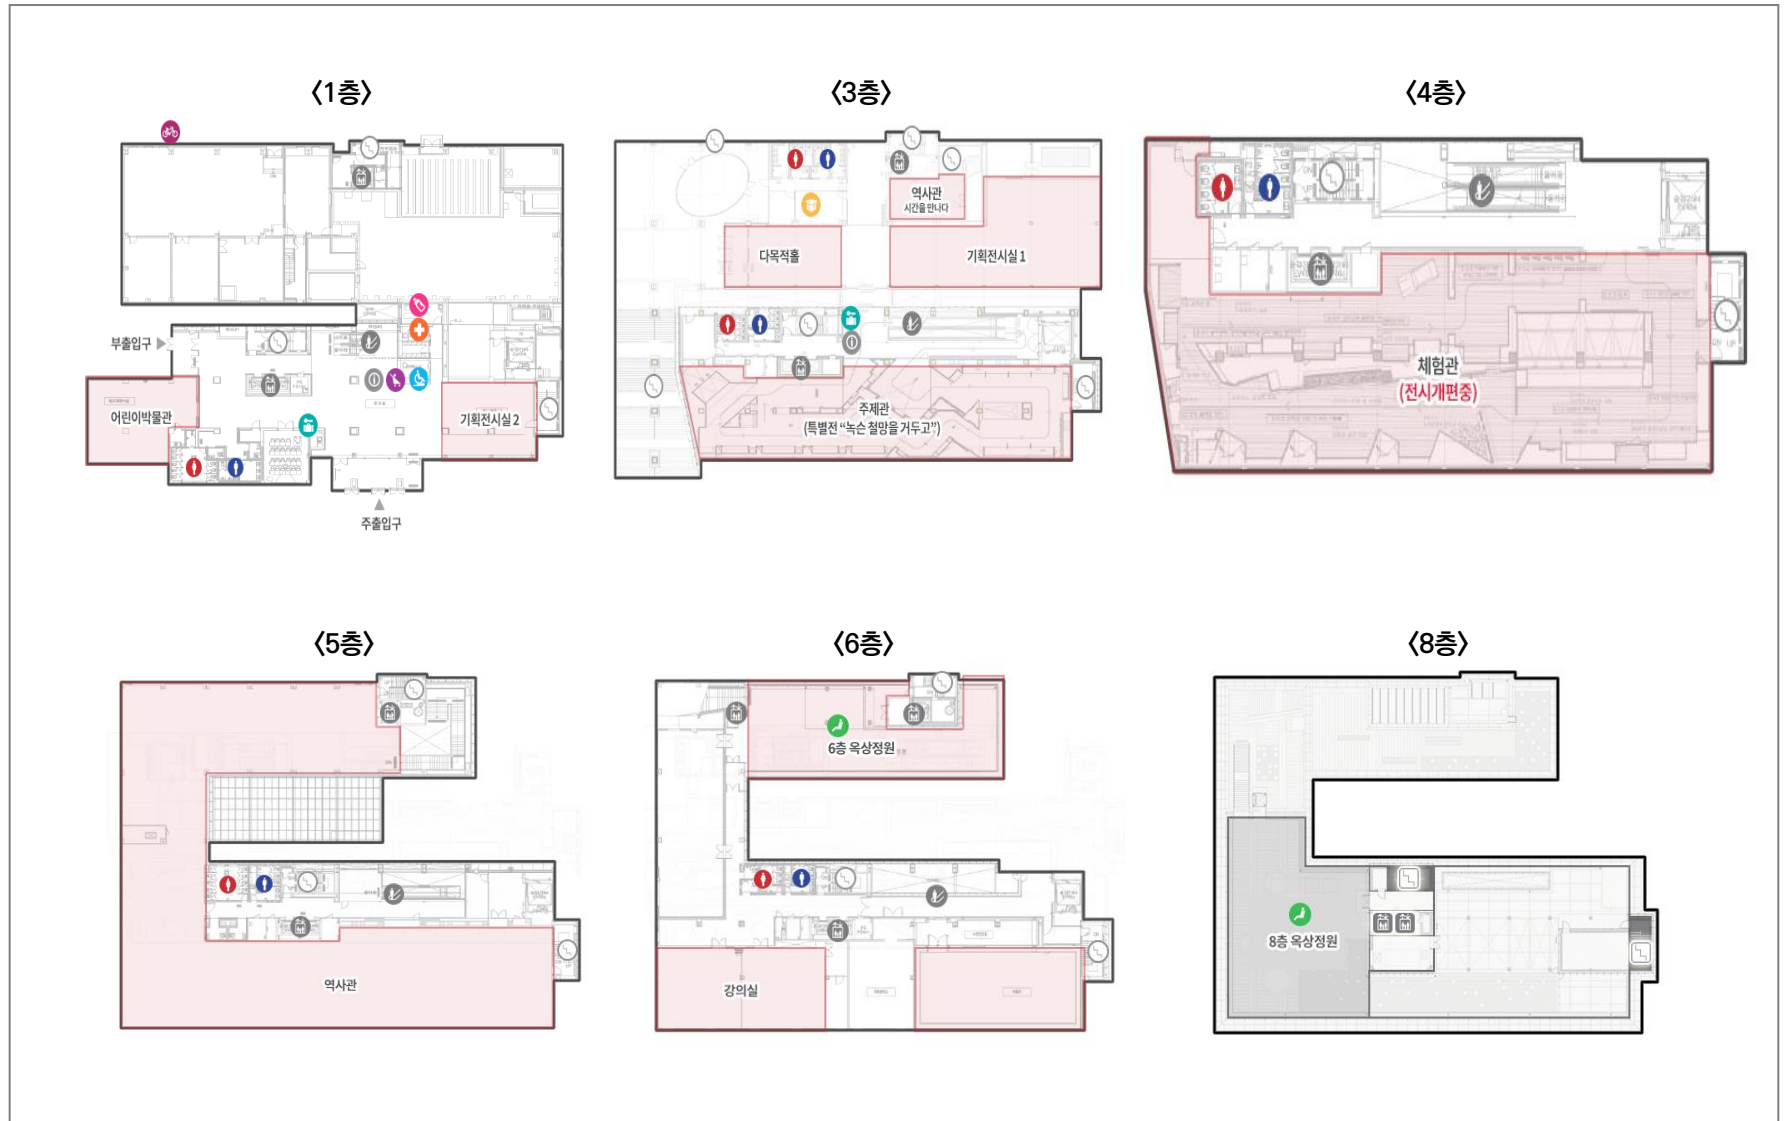 〈1층〉
〈3층〉
〈4층〉
역사관
시간을 만나다
다목적홀
기획전시실 1
부출입구
어린이박물관
기획전시실 2
주출입구
주제관
(특별전 “녹슨 철망을 거두고”)
체험관
(전시개편중)
〈5층〉
〈6층〉
〈8층〉
6층 옥상정원
8층 옥상정원
역사관
강의실